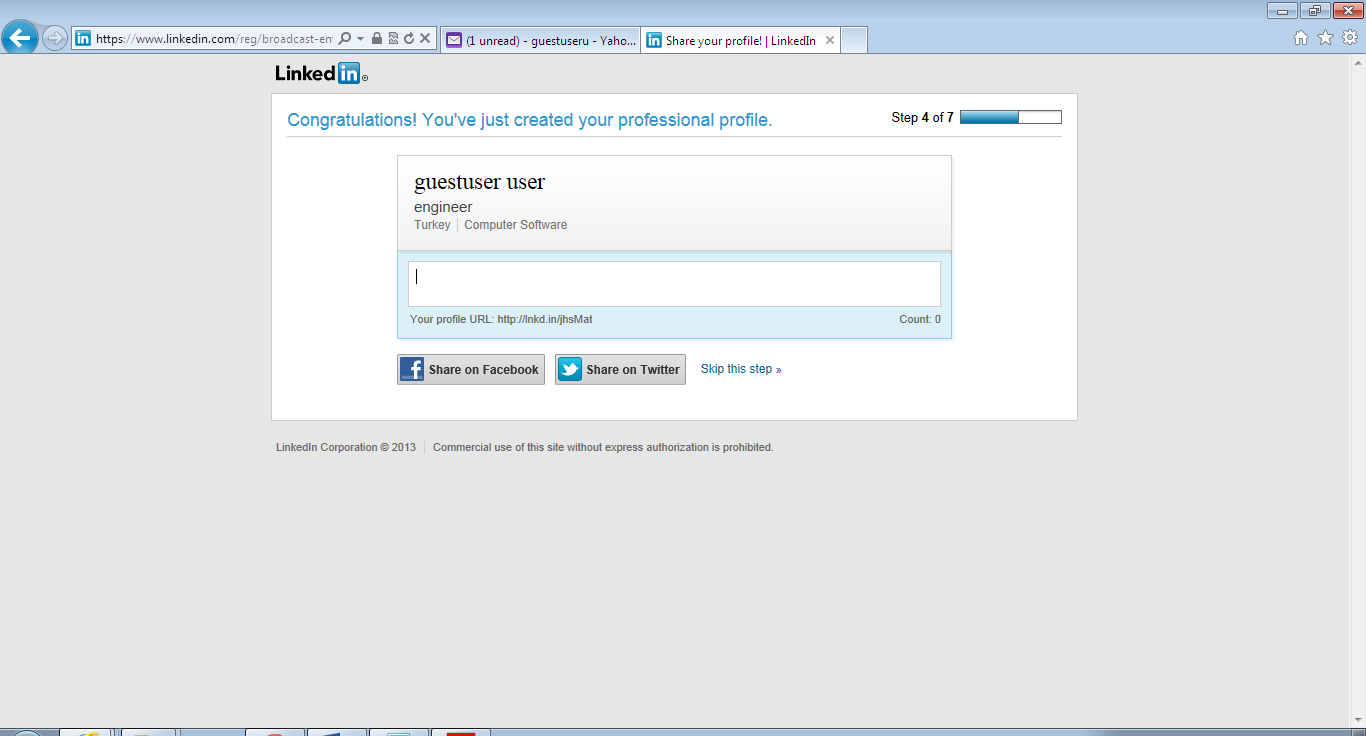 https://www.linkedin.com/reg/broadcast-en
(1 unread) - guestuseru - Yaho...
Share your profile! | LinkedIn
Linked in
Congratulations! You've just created your professional profile.
Step 4 of 7
guestuser user
engineer
Turkey
Computer Software
Your profile URL: http://lnkd.in/jhsMat
Count: 0
Share on Facebook
Share on Twitter
Skip this step »
LinkedIn Corporation © 2013
Commercial use of this site without express authorization is prohibited.